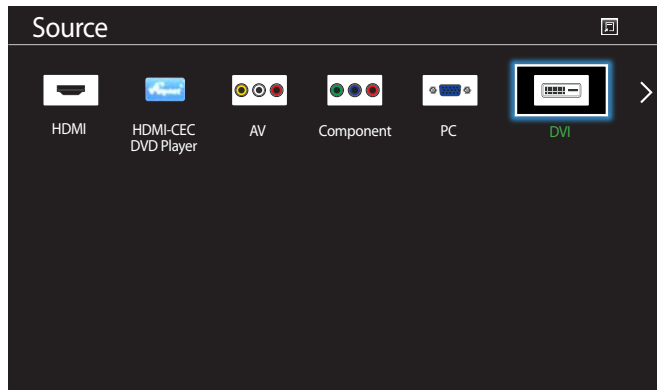 Source
HDMI
HDMI-CEC
DVD Player
AV
Component
PC
DVI